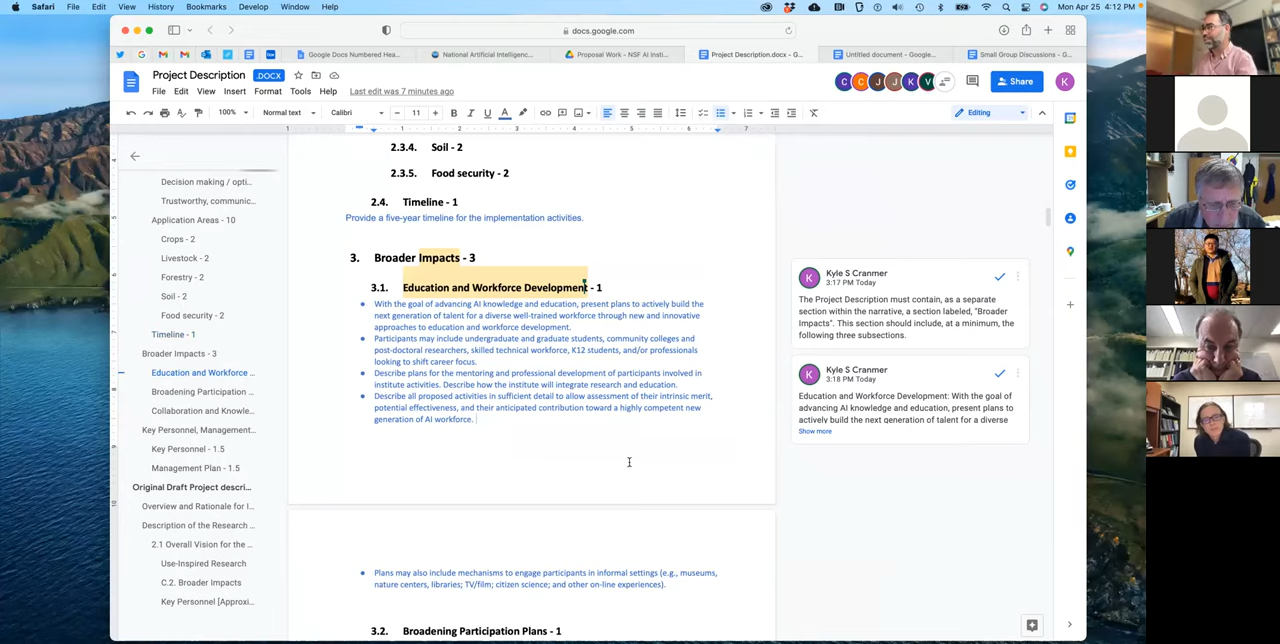 Safari File Edit View History Bookmarks Develop Window Help
Mon Apr 25 4:12 PM
docs.google.com
Google Docs Numbered Hea...
National Artificial Intelligenc...
Proposal Work - NSF AI Insti...
Project Description.docx - G...
Untitled document - Google...
Small Group Discussions - G...
Project Description .DOCX
File Edit View Insert Format Tools Help Last edit was 7 minutes ago
C C J J K V
Share
K
100% Normal text Calibri 11
Editing
Decision making / opti...
Trustworthy, communic...
Application Areas - 10
Crops - 2
Livestock - 2
Forestry - 2
Soil - 2
Food security - 2
Timeline - 1
Broader Impacts - 3
Education and Workforce ...
Broadening Participation ...
Collaboration and Knowle...
Key Personnel, Management...
Key Personnel - 1.5
Management Plan - 1.5
Original Draft Project descri...
Overview and Rationale for I...
Description of the Research ...
2.1 Overall Vision for the ...
Use-Inspired Research
C.2. Broader Impacts
Key Personnel [Approxi...
2.3.4. Soil - 2
2.3.5. Food security - 2
2.4. Timeline - 1
Provide a five-year timeline for the implementation activities.
3. Broader Impacts - 3
3.1. Education and Workforce Development - 1
● With the goal of advancing AI knowledge and education, present plans to actively build the
next generation of talent for a diverse well-trained workforce through new and innovative
approaches to education and workforce development.
● Participants may include undergraduate and graduate students, community colleges and
post-doctoral researchers, skilled technical workforce, K12 students, and/or professionals
looking to shift career focus.
● Describe plans for the mentoring and professional development of participants involved in
institute activities. Describe how the institute will integrate research and education.
● Describe all proposed activities in sufficient detail to allow assessment of their intrinsic merit,
potential effectiveness, and their anticipated contribution toward a highly competent new
generation of AI workforce.
● Plans may also include mechanisms to engage participants in informal settings (e.g., museums,
nature centers, libraries; TV/film; citizen science; and other on-line experiences).
3.2. Broadening Participation Plans - 1
K
Kyle S Cranmer
3:17 PM Today
The Project Description must contain, as a separate
section within the narrative, a section labeled, "Broader
Impacts". This section should include, at a minimum, the
following three subsections.
K
Kyle S Cranmer
3:18 PM Today
Education and Workforce Development: With the goal of
advancing AI knowledge and education, present plans to
actively build the next generation of talent for a diverse
Show more